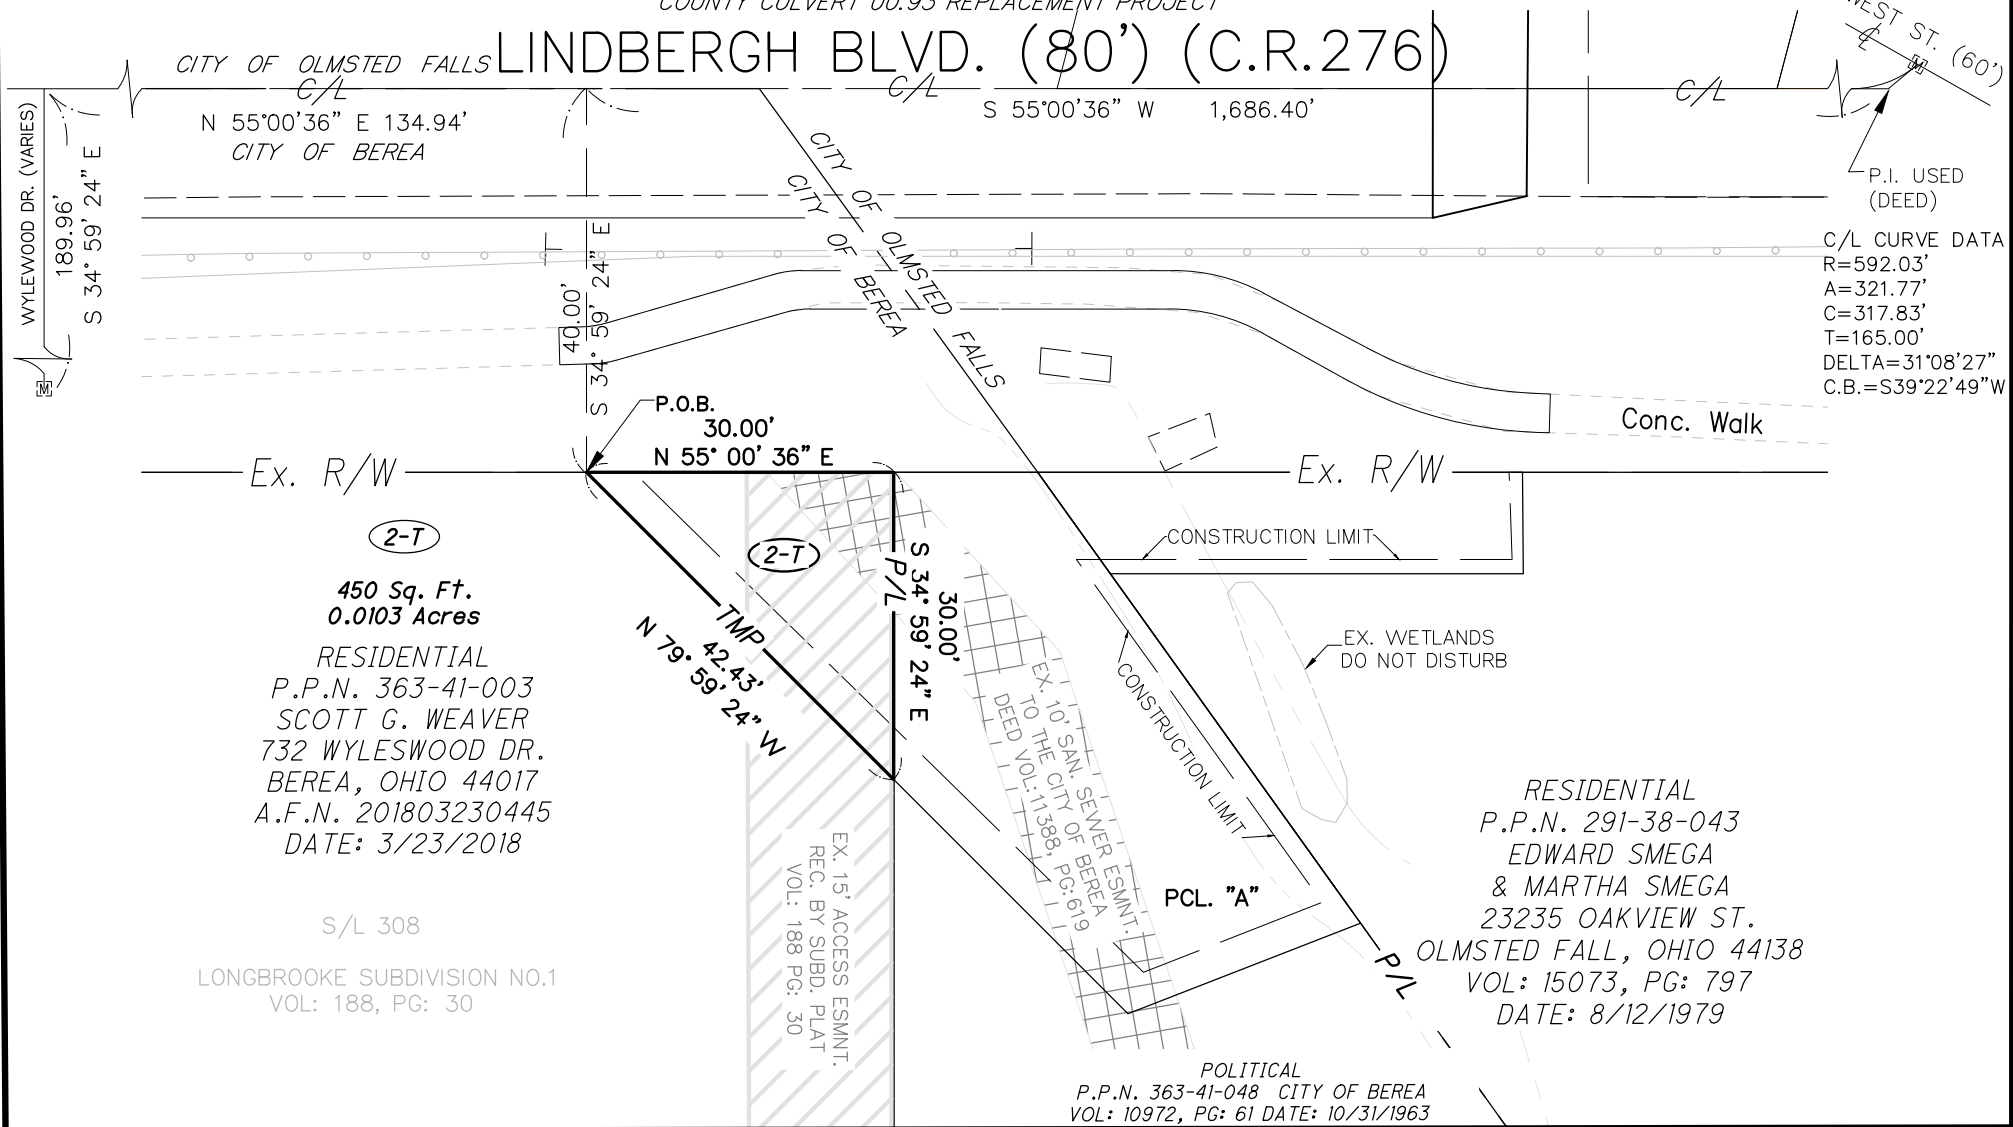 COUNTY CULVERT 00.93 REPLACEMENT PROJECT
LINDBERGH BLVD. (80') (C.R.276)
WEST ST. (60')
CITY OF OLMSTED FALLS
C/L
C/L
C/L
C/L
N 55°00'36" E 134.94'
CITY OF BEREA
S 55°00'36" W 1,686.40'
M
P.I. USED
(DEED)
WYLEWOOD DR. (VARIES)
189.96'
S 34° 59' 24" E
M
CITY OF OLMSTED FALLS
CITY OF BEREA
40.00'
S 34° 59' 24" E
C/L CURVE DATA
R=592.03'
A=321.77'
C=317.83'
T=165.00'
DELTA=31°08'27"
C.B.=S39°22'49"W
Conc. Walk
P.O.B.
30.00'
N 55° 00' 36" E
Ex. R/W
Ex. R/W
2-T
450 Sq. Ft.
0.0103 Acres
RESIDENTIAL
P.P.N. 363-41-003
SCOTT G. WEAVER
732 WYLESWOOD DR.
BEREA, OHIO 44017
A.F.N. 201803230445
DATE: 3/23/2018
S/L 308
LONGBROOKE SUBDIVISION NO.1
VOL: 188, PG: 30
2-T
TMP
42.43'
N 79° 59' 24" W
P/L
30.00'
S 34° 59' 24" E
EX. 15' ACCESS ESMNT.
REC. BY SUBD. PLAT
VOL: 188 PG: 30
EX. 10' SAN. SEWER ESMNT.
TO THE CITY OF BEREA
DEED VOL:11388, PG:619
CONSTRUCTION LIMIT
CONSTRUCTION LIMIT
EX. WETLANDS
DO NOT DISTURB
PCL. "A"
P/L
RESIDENTIAL
P.P.N. 291-38-043
EDWARD SMEGA
& MARTHA SMEGA
23235 OAKVIEW ST.
OLMSTED FALL, OHIO 44138
VOL: 15073, PG: 797
DATE: 8/12/1979
POLITICAL
P.P.N. 363-41-048 CITY OF BEREA
VOL: 10972, PG: 61 DATE: 10/31/1963